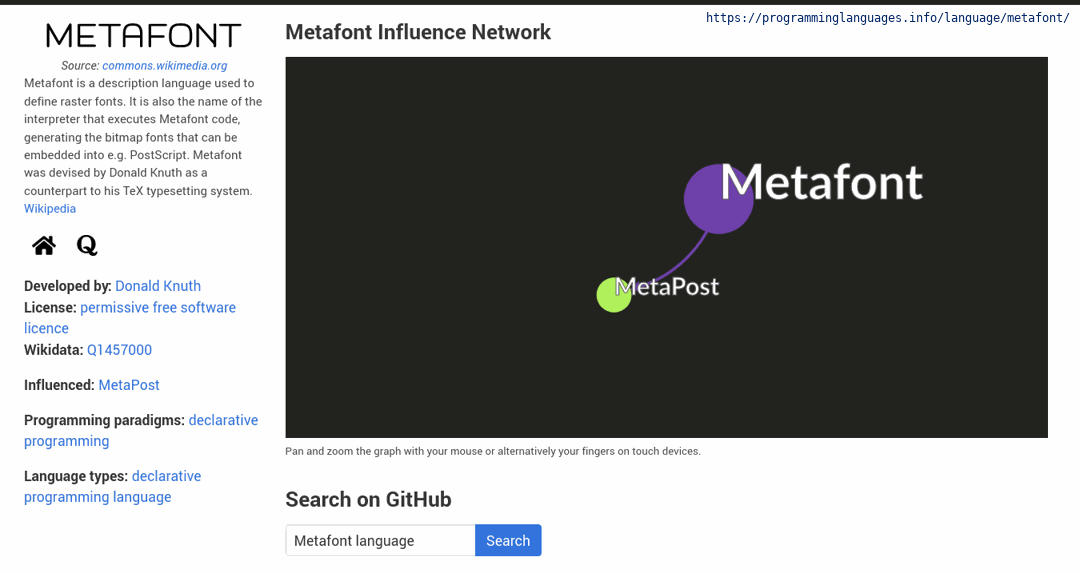 https://programminglanguages.info/language/metafont/
METAFONT
Source: commons.wikimedia.org
Metafont is a description language used to
define raster fonts. It is also the name of the
interpreter that executes Metafont code,
generating the bitmap fonts that can be
embedded into e.g. PostScript. Metafont
was devised by Donald Knuth as a
counterpart to his TeX typesetting system.
Wikipedia
Q
Developed by: Donald Knuth
License: permissive free software
licence
Wikidata: Q1457000
Influenced: MetaPost
Programming paradigms: declarative
programming
Language types: declarative
programming language
Metafont Influence Network
Metafont
MetaPost
Pan and zoom the graph with your mouse or alternatively your fingers on touch devices.
Search on GitHub
Metafont language
Search